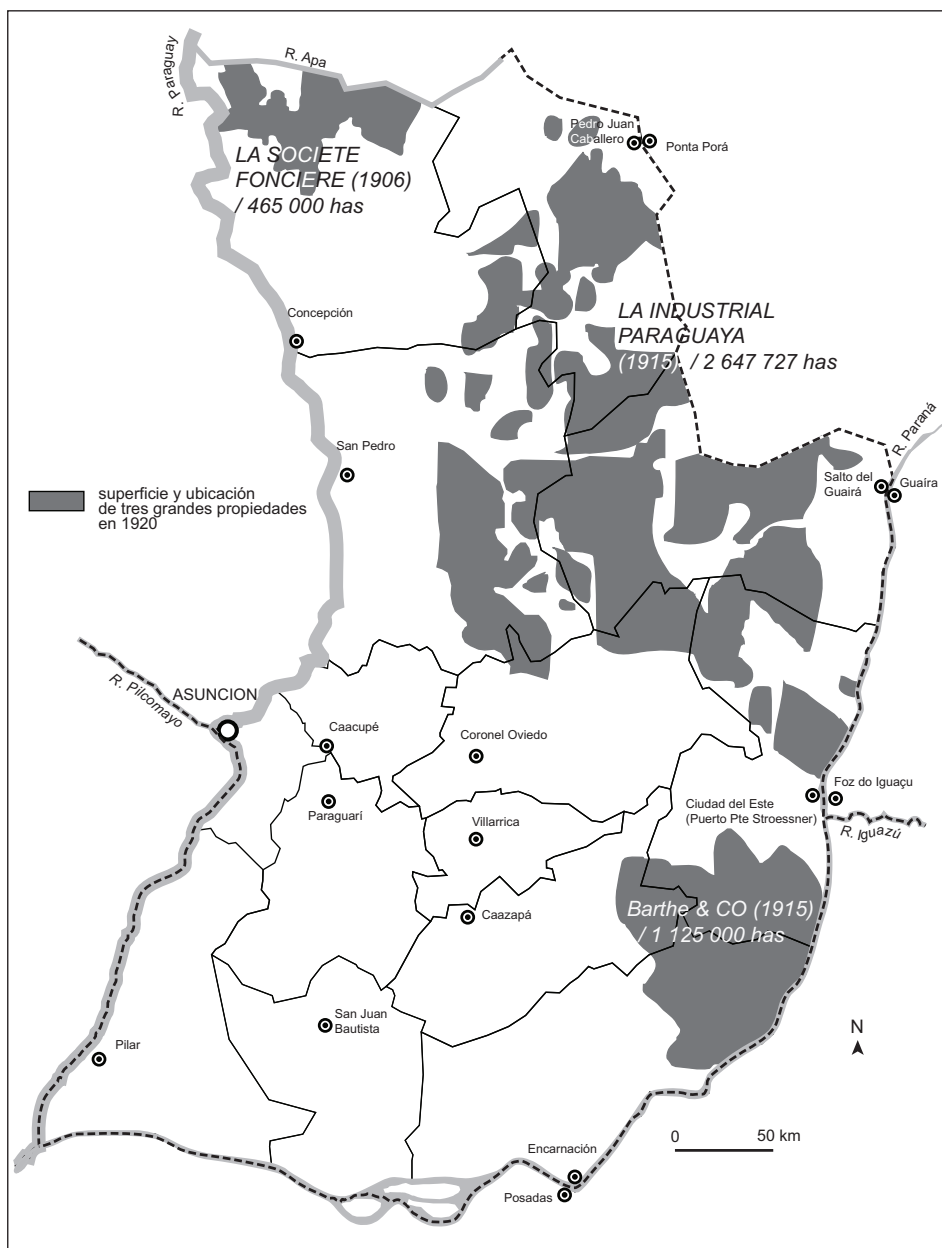 R. Paraguay
R. Apa
Pedro Juan
Caballero
Ponta Porá
LA SOCIETE
FONCIERE (1906)
/ 465 000 has
LA INDUSTRIAL
PARAGUAYA
(1915) / 2 647 727 has
Concepción
R. Paraná
San Pedro
Salto del
Guairá
Guaíra
superficie y ubicación
de tres grandes propiedades
en 1920
R. Pilcomayo
ASUNCION
Caacupé
Coronel Oviedo
Foz do Iguaçu
Ciudad del Este
(Puerto Pte Stroessner)
R. Iguazú
Paraguarí
Villarrica
Barthe & CO (1915)
/ 1 125 000 has
Caazapá
San Juan
Bautista
Pilar
N
0 50 km
Encarnación
Posadas